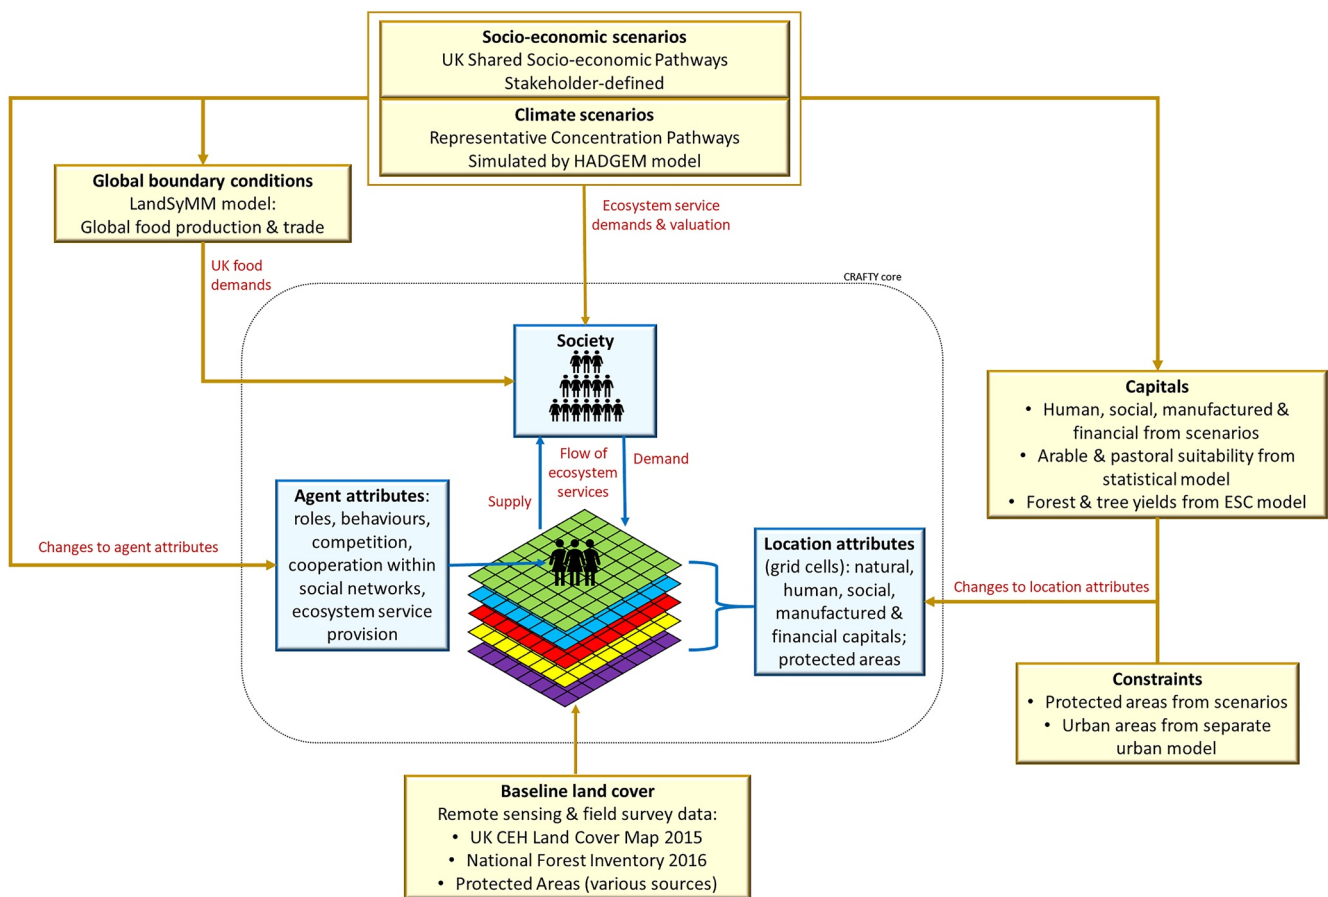 Socio-economic scenarios
UK Shared Socio-economic Pathways
Stakeholder-defined
Climate scenarios
Representative Concentration Pathways
Simulated by HADGEM model
Global boundary conditions
LandSyMM model:
Global food production & trade
Ecosystem service
demands & valuation
UK food
demands
CRAFTY core
Society
Capitals
• Human, social, manufactured &
financial from scenarios
• Arable & pastoral suitability from
statistical model
• Forest & tree yields from ESC model
Supply
Flow of
ecosystem
services
Demand
Changes to agent attributes
Agent attributes:
roles, behaviours,
competition,
cooperation within
social networks,
ecosystem service
provision
Location attributes
(grid cells): natural,
human, social,
manufactured &
financial capitals;
protected areas
Changes to location attributes
Constraints
• Protected areas from scenarios
• Urban areas from separate
urban model
Baseline land cover
Remote sensing & field survey data:
• UK CEH Land Cover Map 2015
• National Forest Inventory 2016
• Protected Areas (various sources)